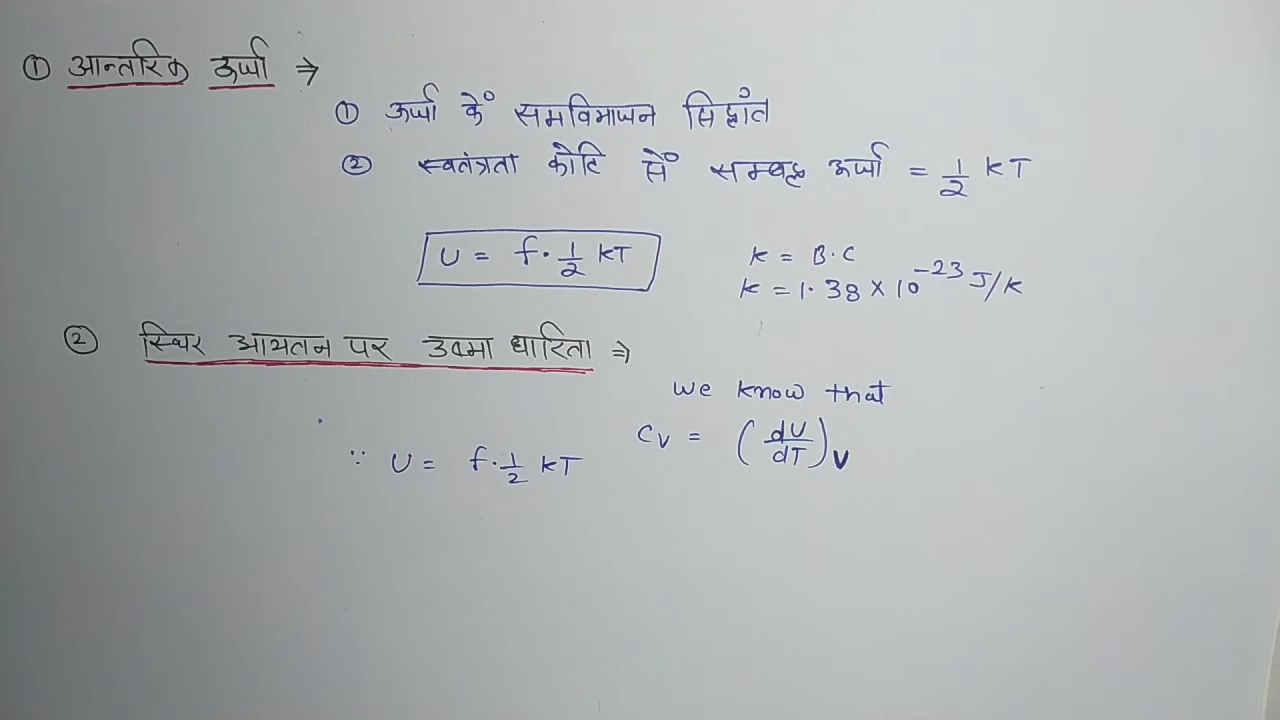 ① आन्तरिक ऊर्जा ⇒
① ऊर्जा कें समविभाजन सिद्धांत
② स्वतंत्रता कोटि सें सम्बद्ध ऊर्जा = 1/2 KT
U = f · 1/2 KT
K = B.C
K = 1.38 × 10^-23 J/K
② स्थिर आयतन पर उष्मा धारिता ⇒
We know that
Cv = (dU/dT)v
∵ U = f · 1/2 KT